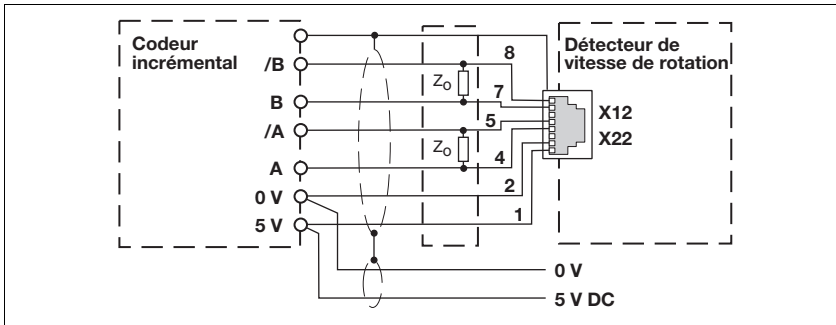 Codeur
incrémental
Détecteur de
vitesse de rotation
/B
8
Z₀
B
7
X12
/A
5
X22
Z₀
A
4
0 V
2
5 V
1
0 V
5 V DC